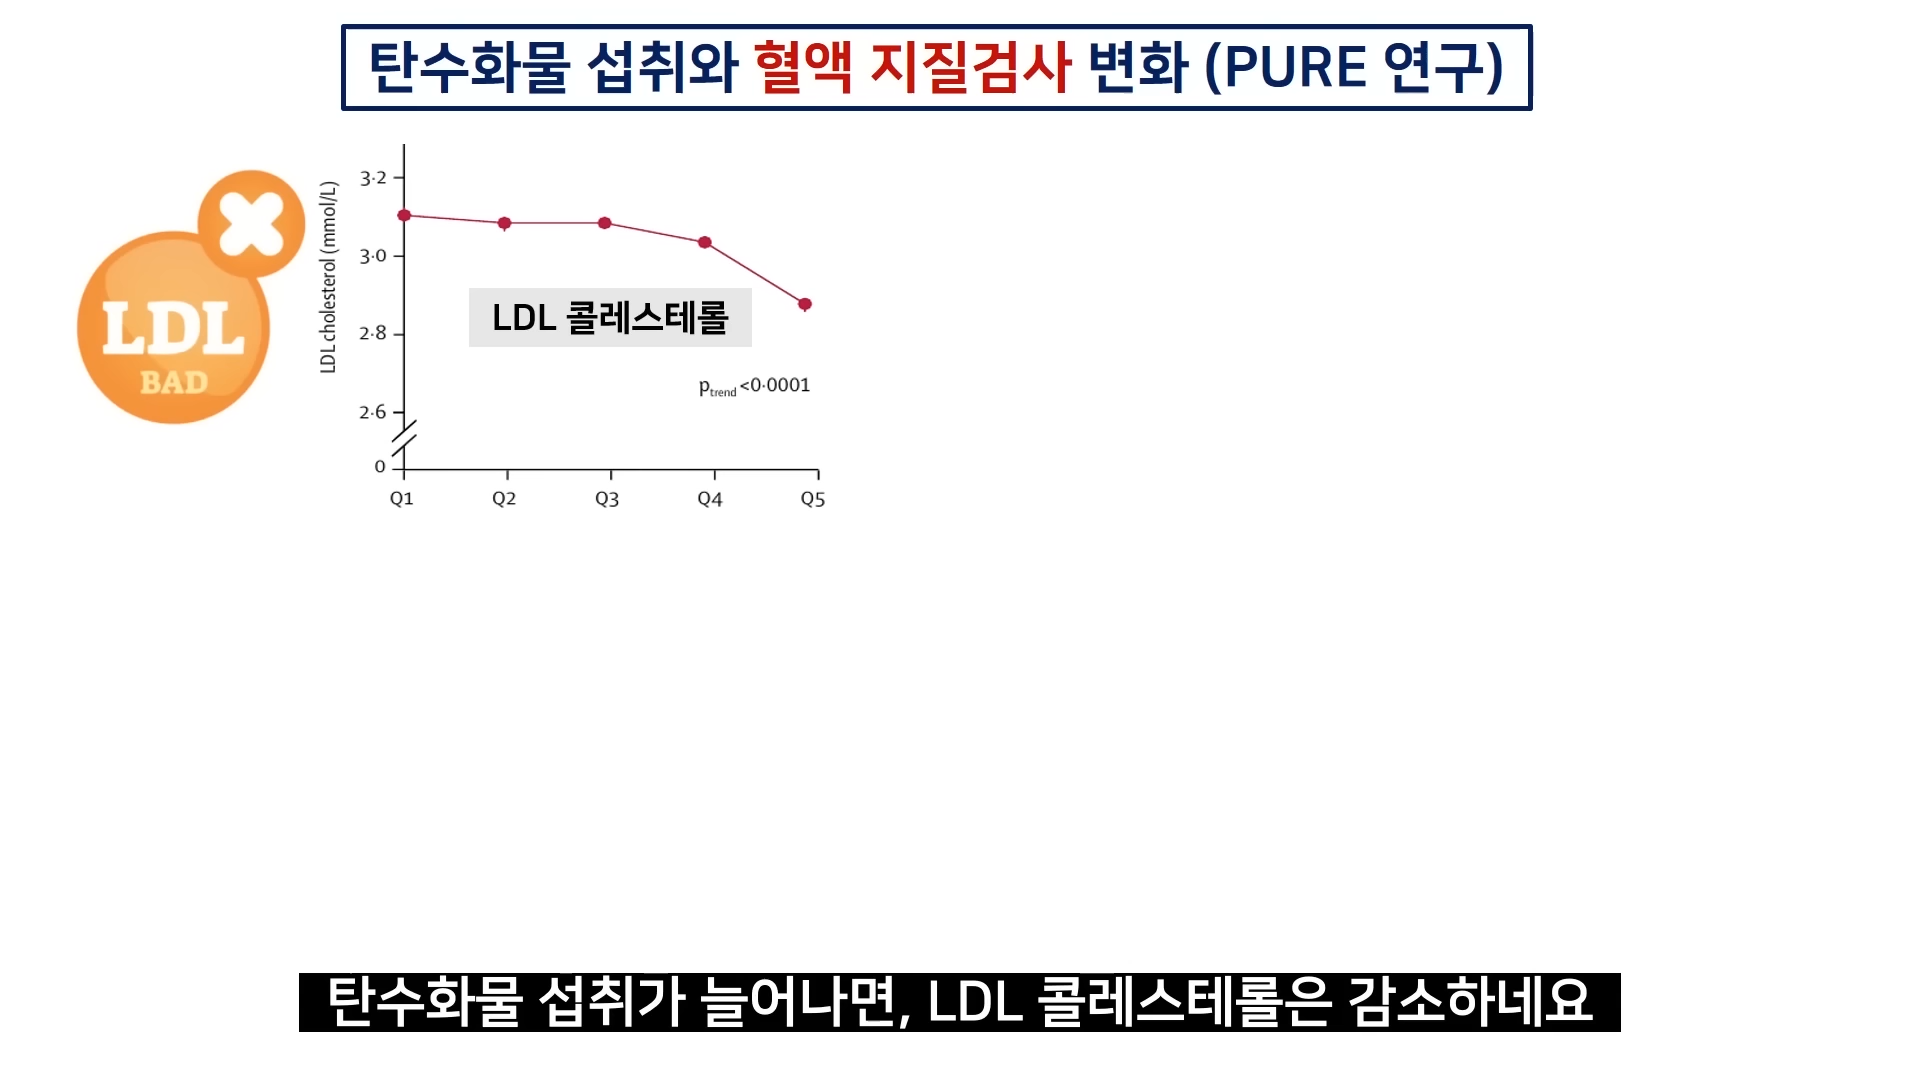 탄수화물 섭취와 혈액 지질검사 변화 (PURE 연구)
LDL
BAD
LDL cholesterol (mmol/L)
3·2
3·0
2·8
2·6
0
LDL 콜레스테롤
ptrend<0·0001
Q1 Q2 Q3 Q4 Q5
탄수화물 섭취가 늘어나면, LDL 콜레스테롤은 감소하네요